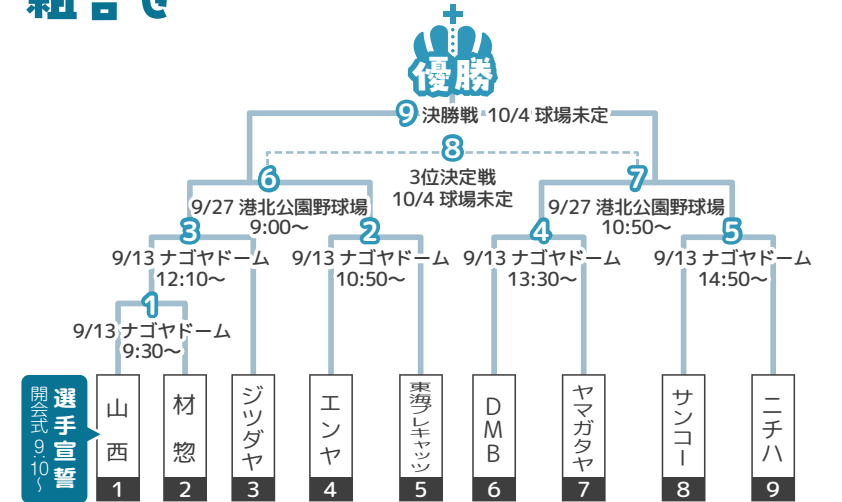 組合せ
優勝
9 決勝戦 10/4 球場未定
8
3位決定戦
10/4 球場未定
6
9/27 港北公園野球場
9:00～
7
9/27 港北公園野球場
10:50～
3
9/13 ナゴヤドーム
12:10～
2
9/13 ナゴヤドーム
10:50～
4
9/13 ナゴヤドーム
13:30～
5
9/13 ナゴヤドーム
14:50～
1
9/13 ナゴヤドーム
9:30～
選手宣誓
開会式 9:10～
山西
1
材惣
2
ジツダヤ
3
エンヤ
4
東海プレキャッツ
5
DMB
6
ヤマガタヤ
7
サンコー
8
ニチハ
9